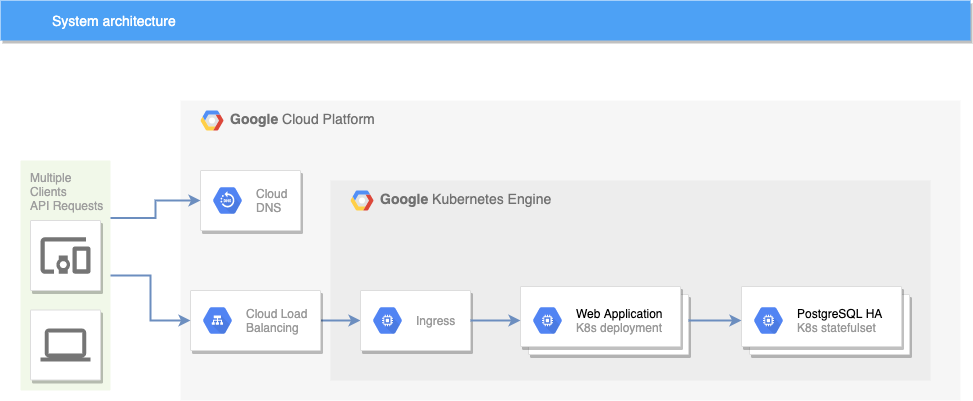 System architecture
Google Cloud Platform
Multiple
Clients
API Requests
Cloud
DNS
Google Kubernetes Engine
Cloud Load
Balancing
Ingress
Web Application
K8s deployment
PostgreSQL HA
K8s statefulset